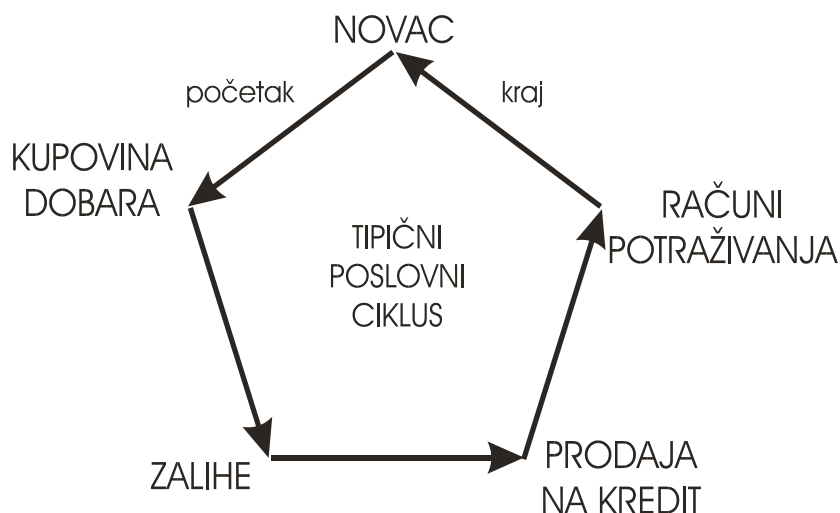 NOVAC
početak
kraj
KUPOVINA
DOBARA
RAČUNI
POTRAŽIVANJA
TIPIČNI
POSLOVNI
CIKLUS
ZALIHE
PRODAJA
NA KREDIT